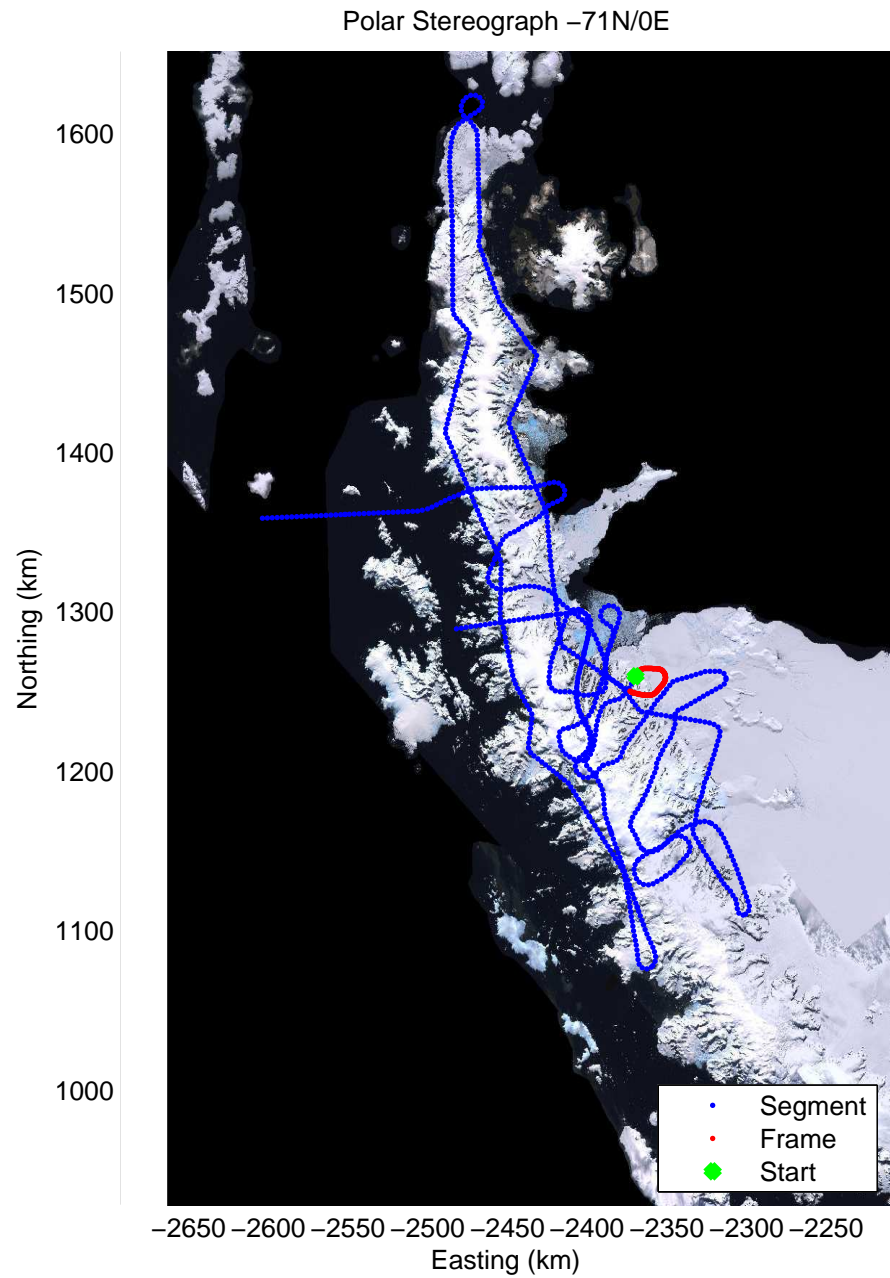 Polar Stereograph −71N/0E
1600
1500
1400
1300
1200
1100
1000
Northing (km)
Segment
Frame
Start
−2650 −2600 −2550 −2500 −2450 −2400 −2350 −2300 −2250
Easting (km)